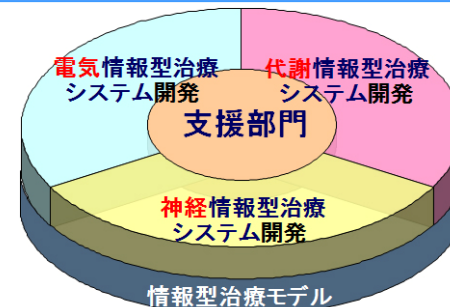 電気情報型治療
システム開発
代謝情報型治療
システム開発
支援部門
神経情報型治療
システム開発
情報型治療モデル